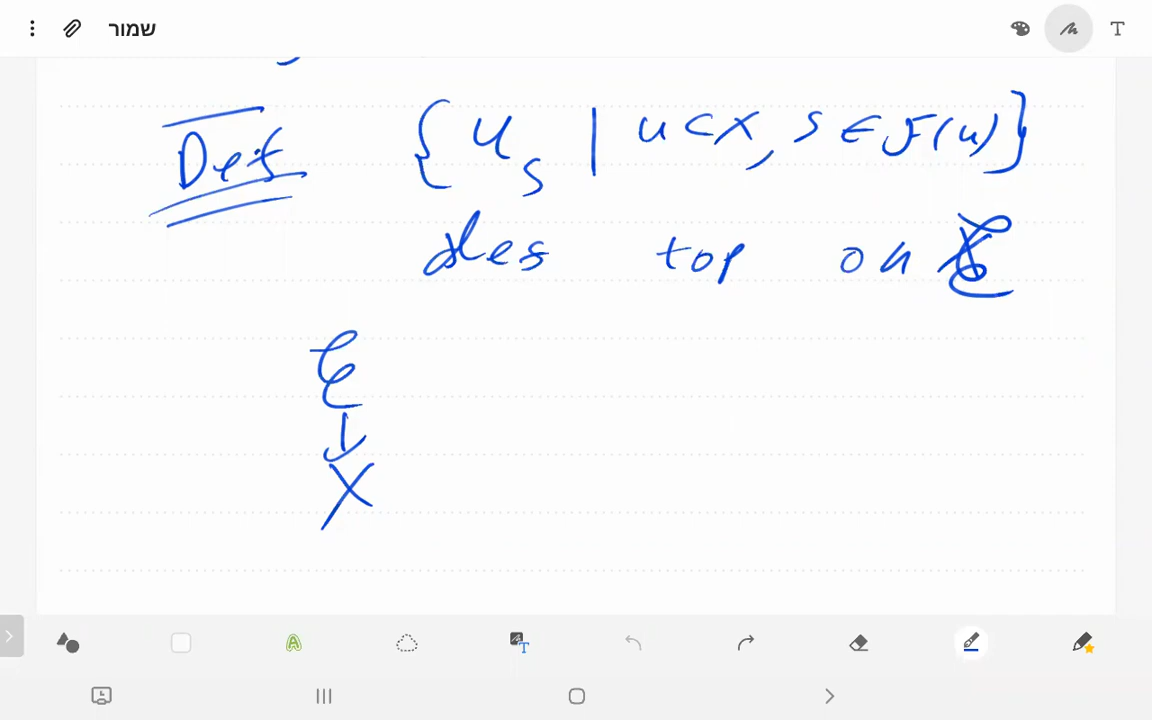 שמור
T
Def { U_s | U ⊂ X, s ∈ F(U) }
des top on ℰ
ℰ
↓
X